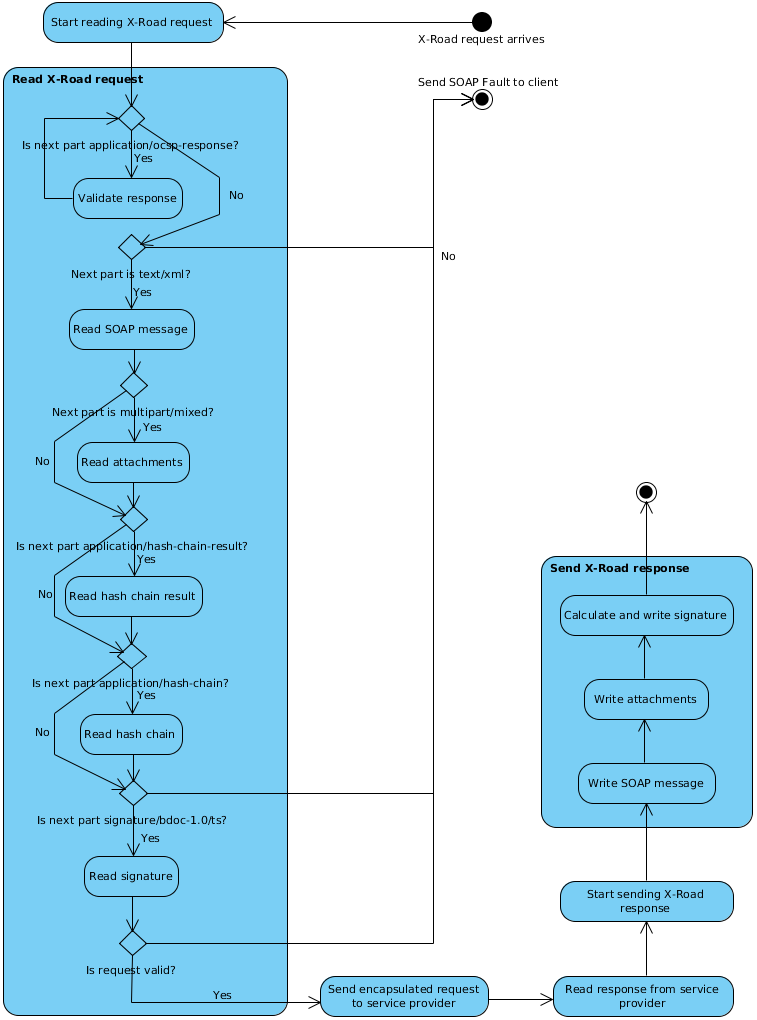 Start reading X-Road request
X-Road request arrives
Read X-Road request
Send SOAP Fault to client
Is next part application/ocsp-response?
Yes
Validate response
No
Next part is text/xml?
No
Yes
Read SOAP message
Next part is multipart/mixed?
Yes
No
Read attachments
Is next part application/hash-chain-result?
Yes
No
Read hash chain result
Is next part application/hash-chain?
Yes
No
Read hash chain
Is next part signature/bdoc-1.0/ts?
Yes
Read signature
Is request valid?
Yes
Send encapsulated request
to service provider
Read response from service
provider
Start sending X-Road
response
Send X-Road response
Calculate and write signature
Write attachments
Write SOAP message